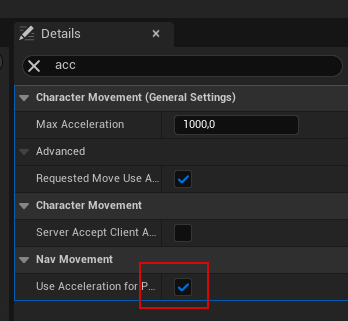 Details
acc
Character Movement (General Settings)
Max Acceleration 1000,0
Advanced
Requested Move Use A...
Character Movement
Server Accept Client A...
Nav Movement
Use Acceleration for P...